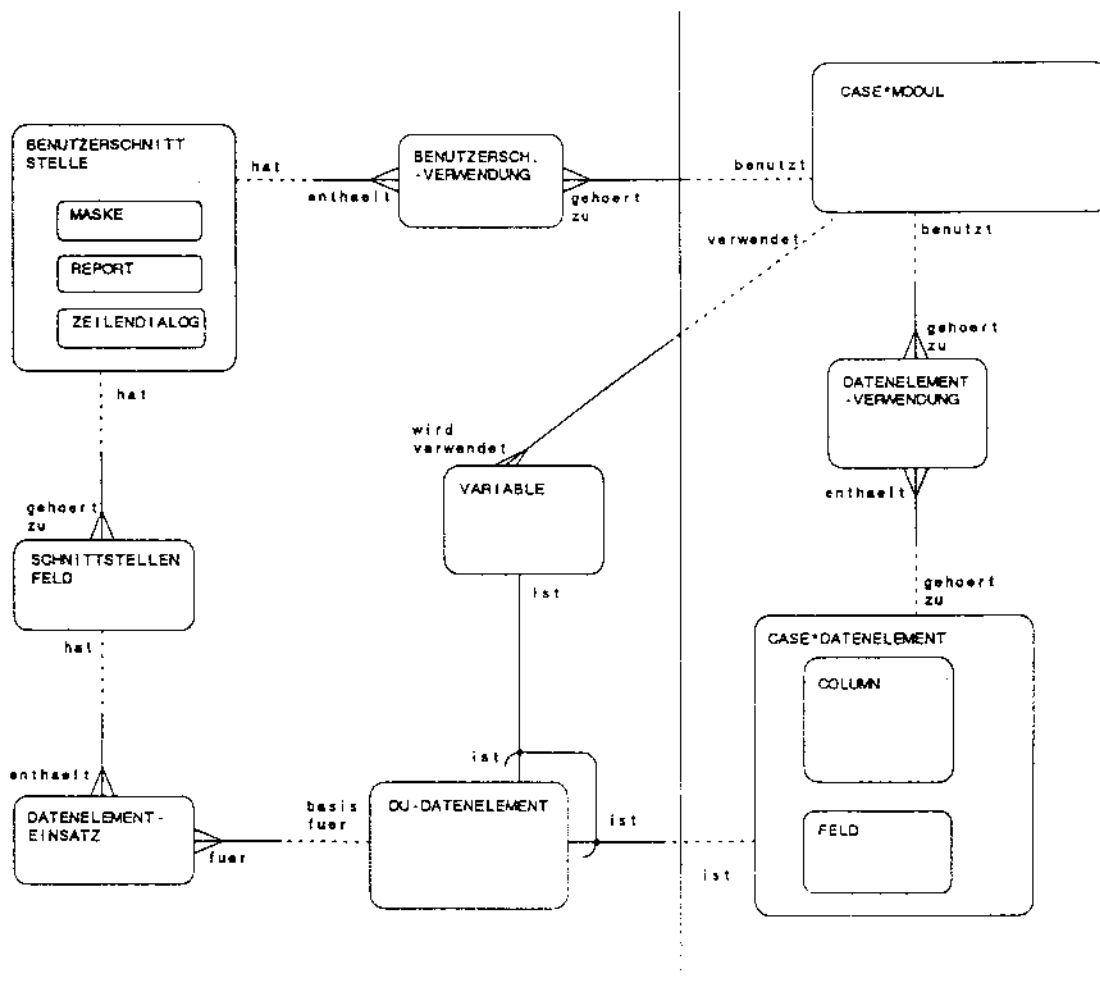 CASE*MODUL
BENUTZERSCHNITT
STELLE
hat
enthaelt
BENUTZERSCH.
-VERWENDUNG
gehoert
zu
benutzt
MASKE
REPORT
ZEILENDIALOG
verwendet
benutzt
hat
gehoert
zu
DATENELEMENT
-VERWENDUNG
wird
verwendet
VARIABLE
enthaelt
gehoert
zu
SCHNITTSTELLEN
FELD
ist
gehoert
zu
hat
CASE*DATENELEMENT
COLUMN
ist
enthaelt
DATENELEMENT-
EINSATZ
fuer
basis
fuer
DU-DATENELEMENT
ist
ist
FELD